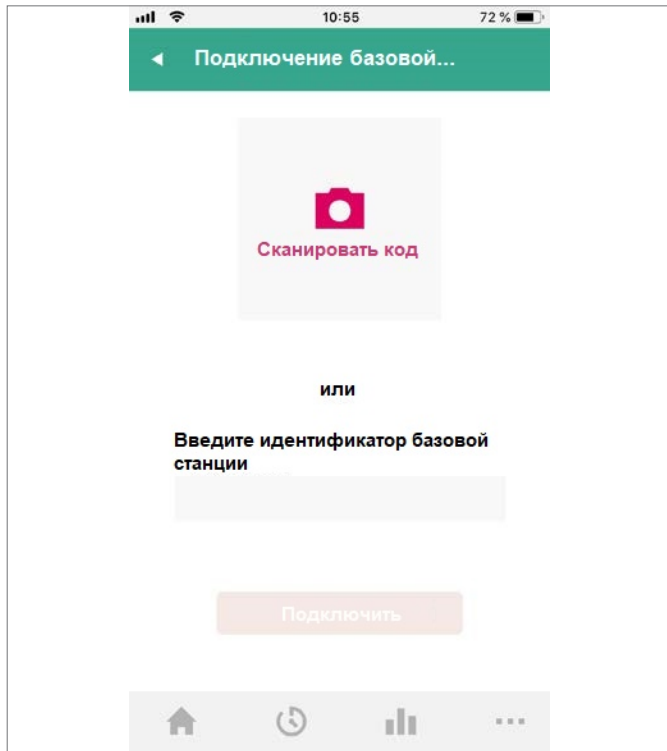 10:55
72 %
Подключение базовой...
Сканировать код
или
Введите идентификатор базовой
станции
Подключить